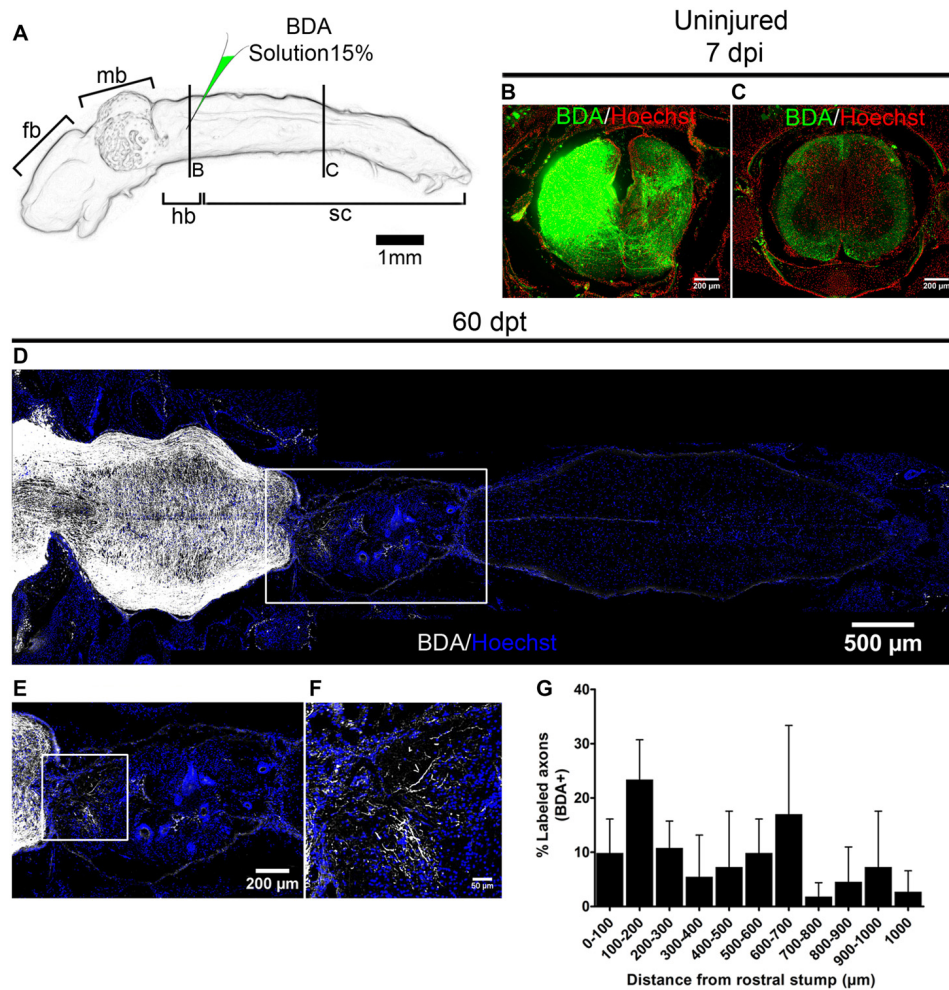 A
BDA
Solution15%
mb
fb
B
C
hb
sc
1mm
Uninjured
7 dpi
B
BDA/Hoechst
200 µm
C
BDA/Hoechst
200 µm
60 dpt
D
BDA/Hoechst
500 µm
E
200 µm
F
50 µm
G
% Labeled axons
(BDA+)
40
30
20
10
0
0-100
100-200
200-300
300-400
400-500
500-600
600-700
700-800
800-900
900-1000
1000
Distance from rostral stump (µm)